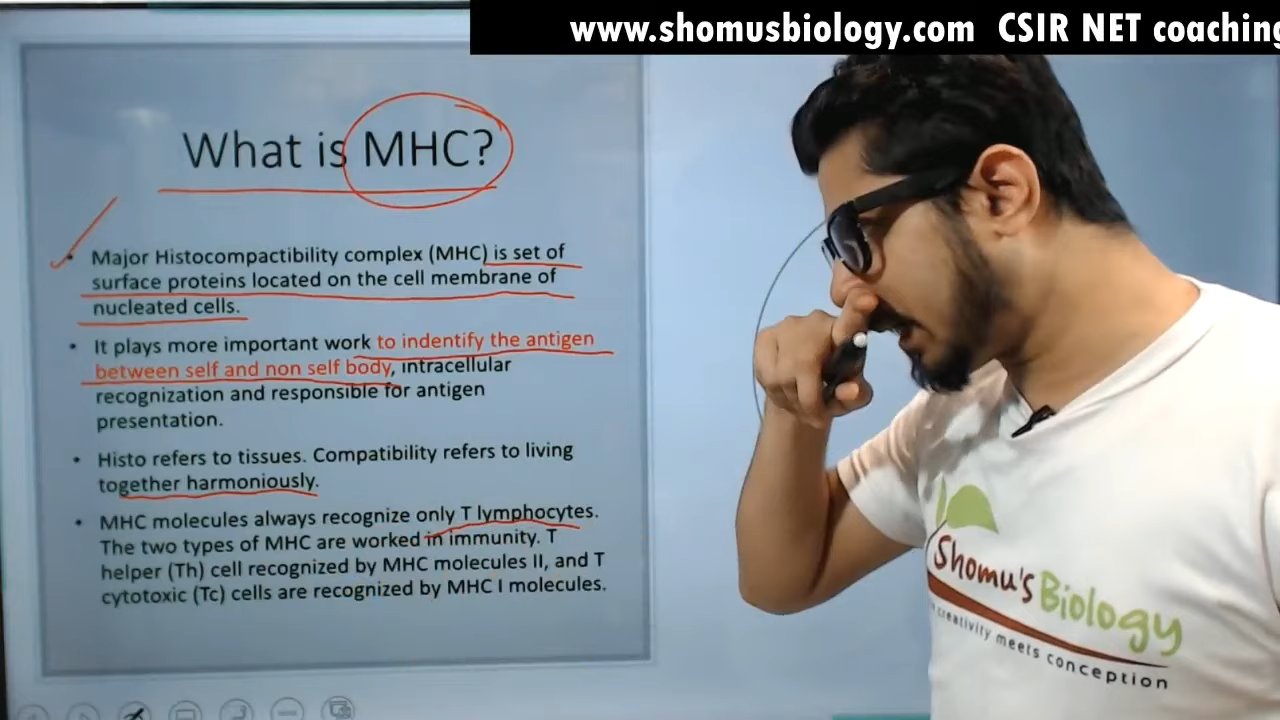 www.shomusbiology.com CSIR NET coaching
What is MHC?
• Major Histocompactibility complex (MHC) is set of
surface proteins located on the cell membrane of
nucleated cells.
• It plays more important work to indentify the antigen
between self and non self body, intracellular
recognization and responsible for antigen
presentation.
• Histo refers to tissues. Compatibility refers to living
together harmoniously.
• MHC molecules always recognize only T lymphocytes.
The two types of MHC are worked in immunity. T
helper (Th) cell recognized by MHC molecules II, and T
cytotoxic (Tc) cells are recognized by MHC I molecules.
Shomu's Biology
creativity meets conception